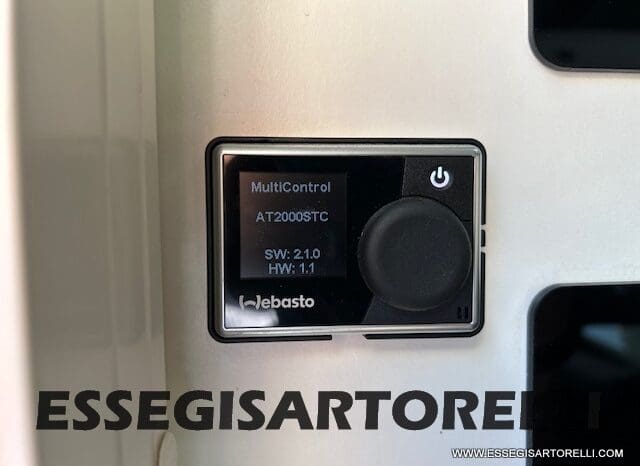 MultiControl
AT2000STC
SW: 2.1.0
HW: 1.1
Webasto
ESSEGISARTORELLI
WWW.ESSEGISARTORELLI.COM